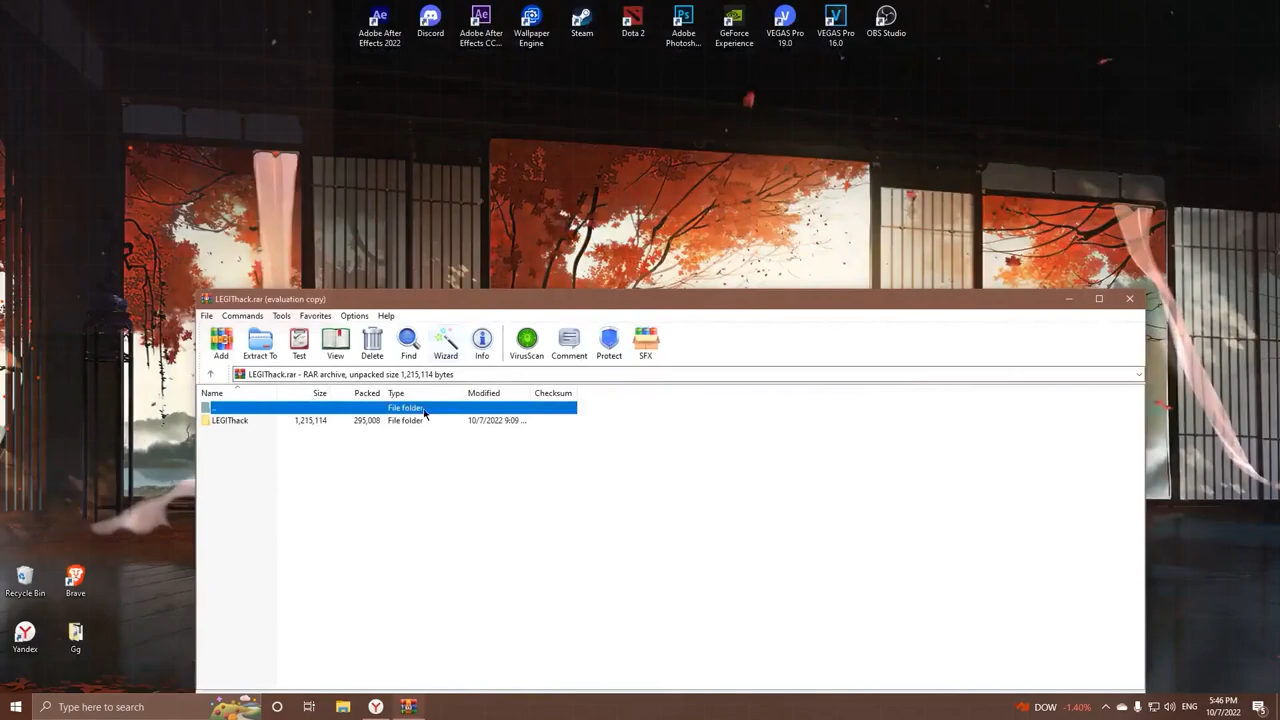 Adobe After
Effects 2022
Discord
Adobe After
Effects CC...
Wallpaper
Engine
Steam
Dota 2
Adobe
Photosh...
GeForce
Experience
VEGAS Pro
19.0
VEGAS Pro
16.0
OBS Studio
LEGIThack.rar (evaluation copy)
File Commands Tools Favorites Options Help
Add Extract To Test View Delete Find Wizard Info VirusScan Comment Protect SFX
LEGIThack.rar - RAR archive, unpacked size 1,215,114 bytes
Name Size Packed Type Modified Checksum
.. File folder
LEGIThack 1,215,114 295,008 File folder 10/7/2022 9:09 ...
Recycle Bin
Brave
Yandex
Gg
Type here to search
DOW -1.40%
ENG
5:46 PM
10/7/2022